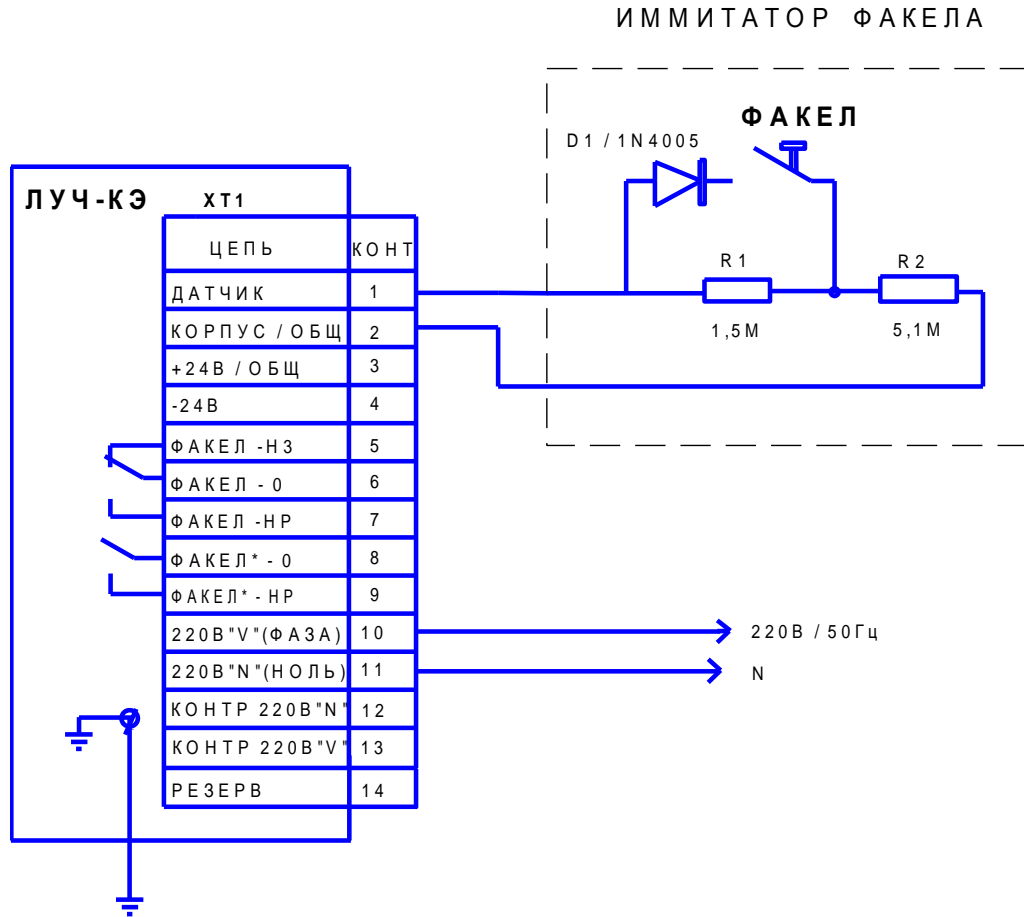 ИММИТАТОР ФАКЕЛА
ФАКЕЛ
D1 / 1N4005
ЛУЧ-КЭ ХТ1
ЦЕПЬ КОНТ
R1 R2
ДАТЧИК 1
1,5М 5,1М
КОРПУС / ОБЩ 2
+24В / ОБЩ 3
-24В 4
ФАКЕЛ -НЗ 5
ФАКЕЛ - 0 6
ФАКЕЛ -НР 7
ФАКЕЛ* - 0 8
ФАКЕЛ* - НР 9
220В"V"(ФАЗА) 10 220В / 50Гц
220В"N"(НОЛЬ) 11 N
КОНТР 220В"N" 12
КОНТР 220В"V" 13
РЕЗЕРВ 14